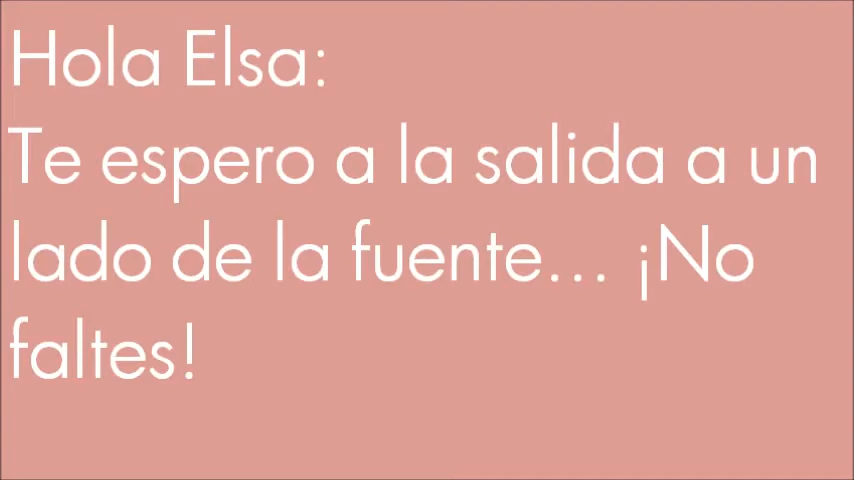 Hola Elsa:
Te espero a la salida a un
lado de la fuente... ¡No
faltes!